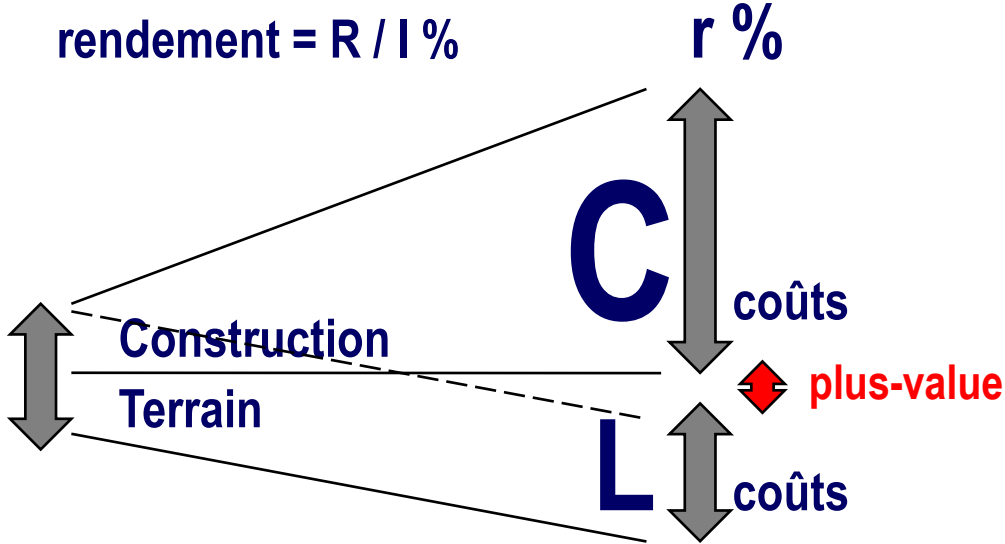 rendement = R / I %
r %
C
coûts
Construction
plus-value
Terrain
L
coûts